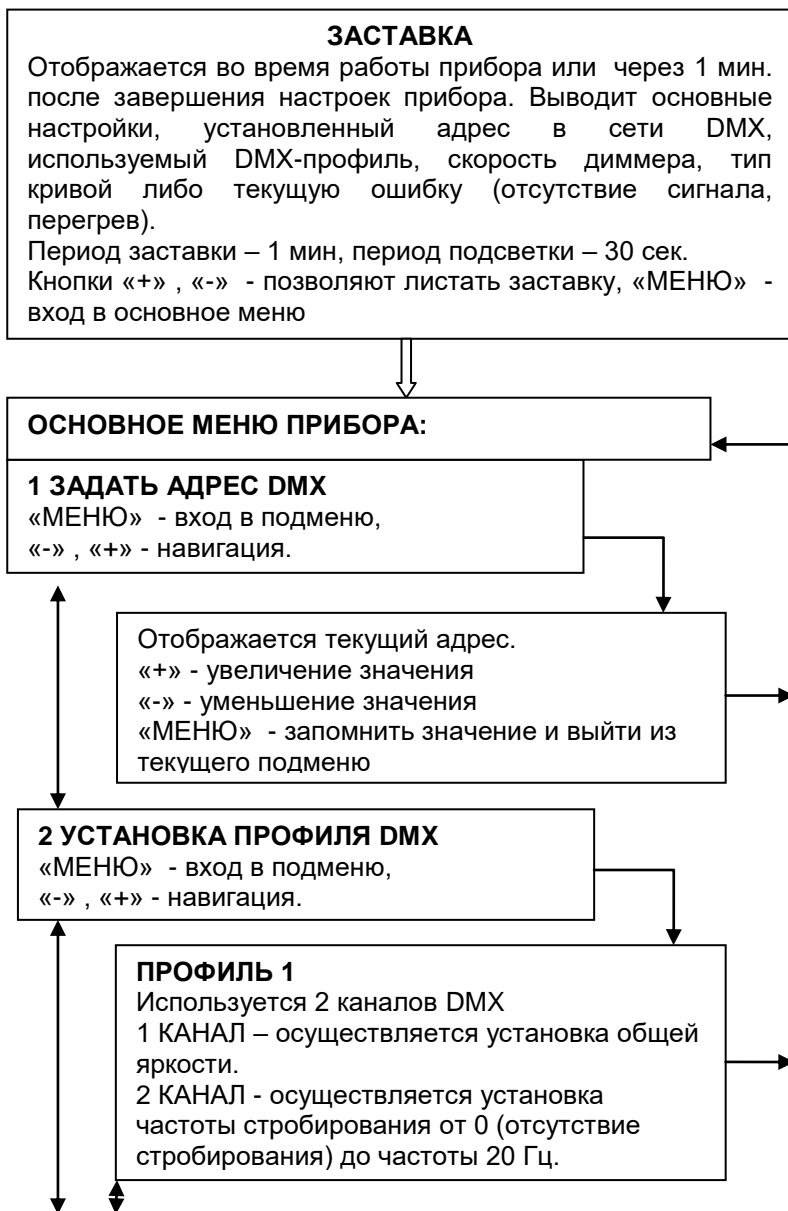 ЗАСТАВКА
Отображается во время работы прибора или через 1 мин.
после завершения настроек прибора. Выводит основные
настройки, установленный адрес в сети DMX,
используемый DMX-профиль, скорость диммера, тип
кривой либо текущую ошибку (отсутствие сигнала,
перегрев).
Период заставки – 1 мин, период подсветки – 30 сек.
Кнопки «+» , «-» - позволяют листать заставку, «МЕНЮ» -
вход в основное меню
ОСНОВНОЕ МЕНЮ ПРИБОРА:
1 ЗАДАТЬ АДРЕС DMX
«МЕНЮ» - вход в подменю,
«-» , «+» - навигация.
Отображается текущий адрес.
«+» - увеличение значения
«-» - уменьшение значения
«МЕНЮ» - запомнить значение и выйти из
текущего подменю
2 УСТАНОВКА ПРОФИЛЯ DMX
«МЕНЮ» - вход в подменю,
«-» , «+» - навигация.
ПРОФИЛЬ 1
Используется 2 каналов DMX
1 КАНАЛ – осуществляется установка общей
яркости.
2 КАНАЛ - осуществляется установка
частоты стробирования от 0 (отсутствие
стробирования) до частоты 20 Гц.